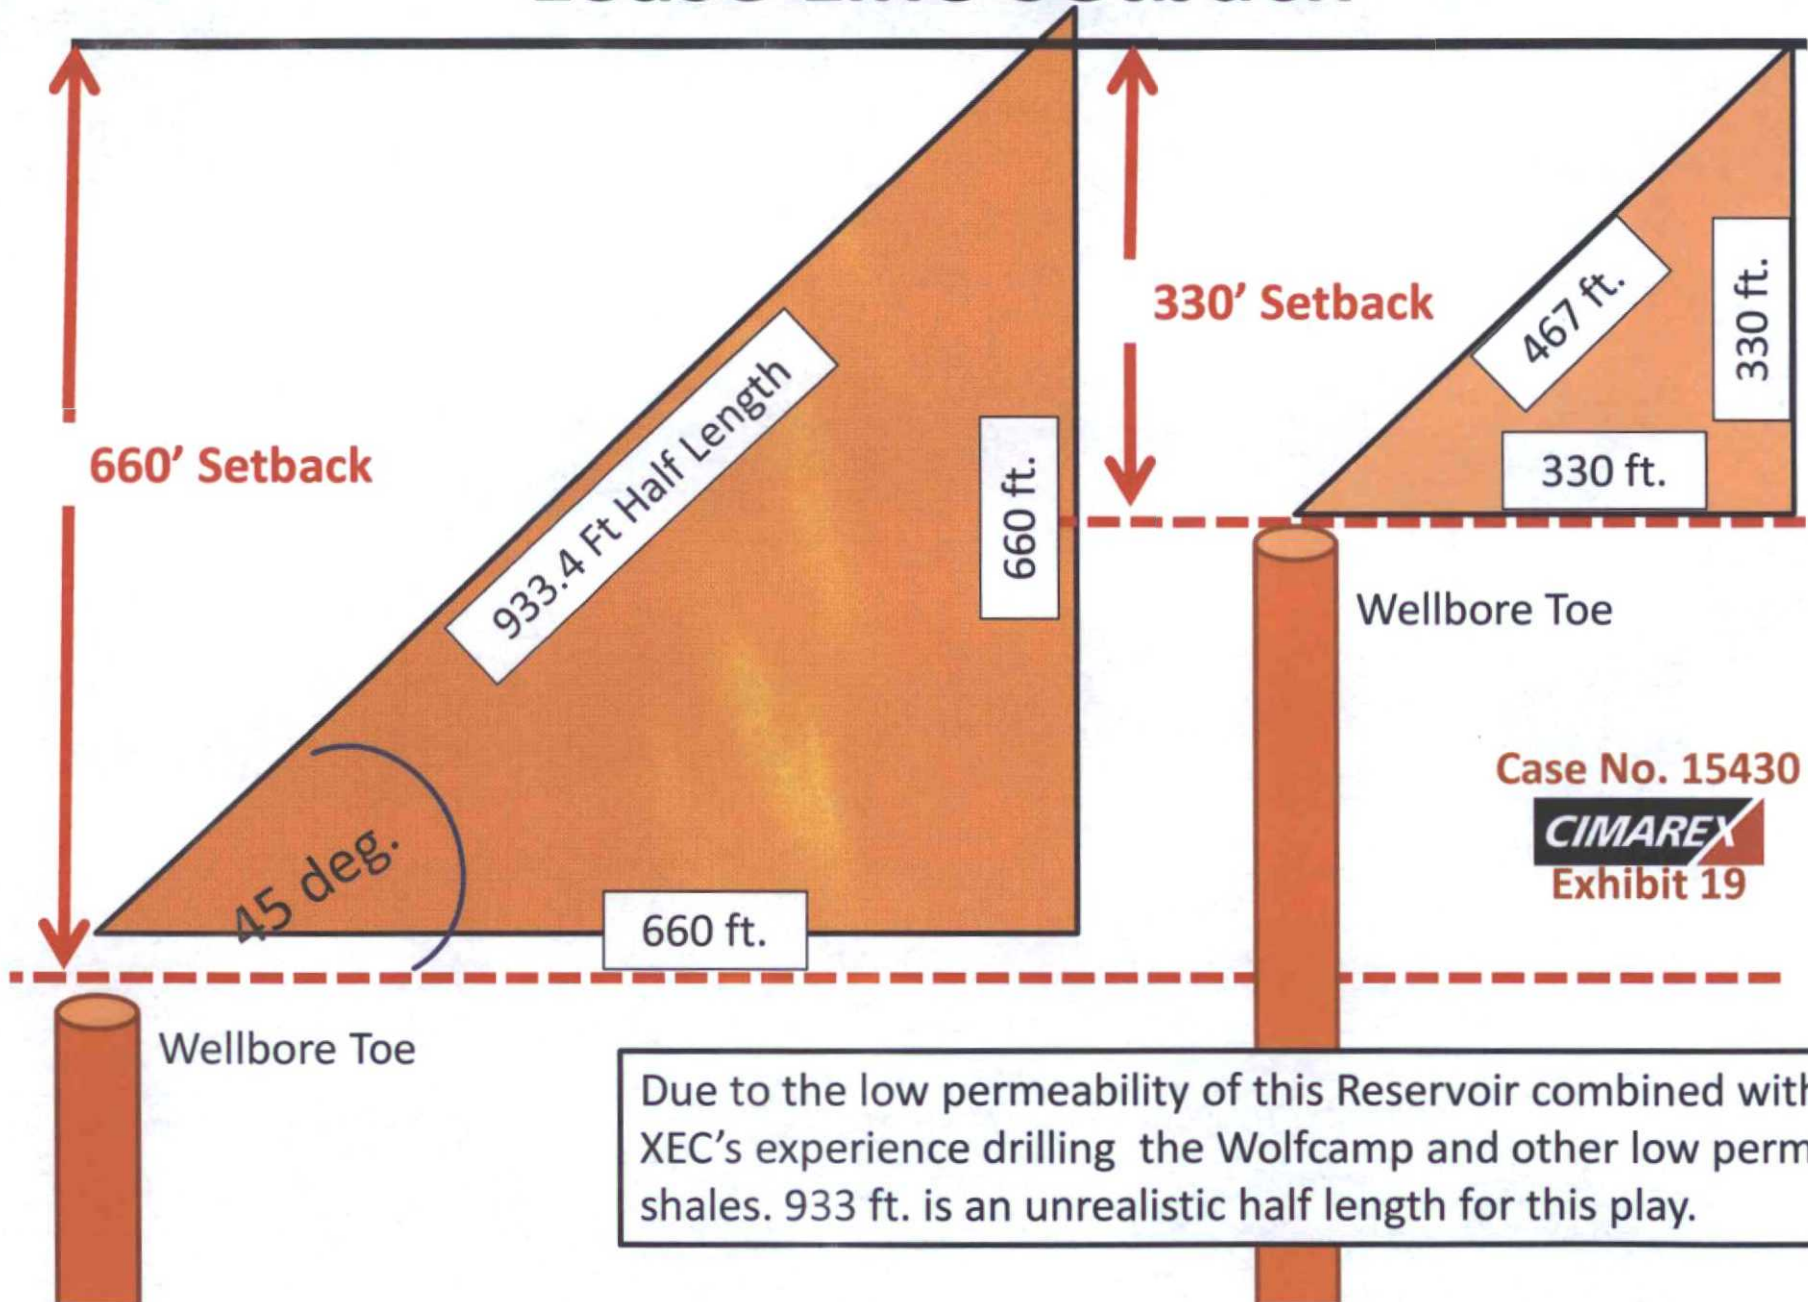 660' Setback
933.4 Ft Half Length
660 ft.
45 deg.
660 ft.
Wellbore Toe
330' Setback
467 ft.
330 ft.
330 ft.
Wellbore Toe
Case No. 15430
CIMAREX
Exhibit 19
Due to the low permeability of this Reservoir combined with
XEC's experience drilling the Wolfcamp and other low perm
shales. 933 ft. is an unrealistic half length for this play.